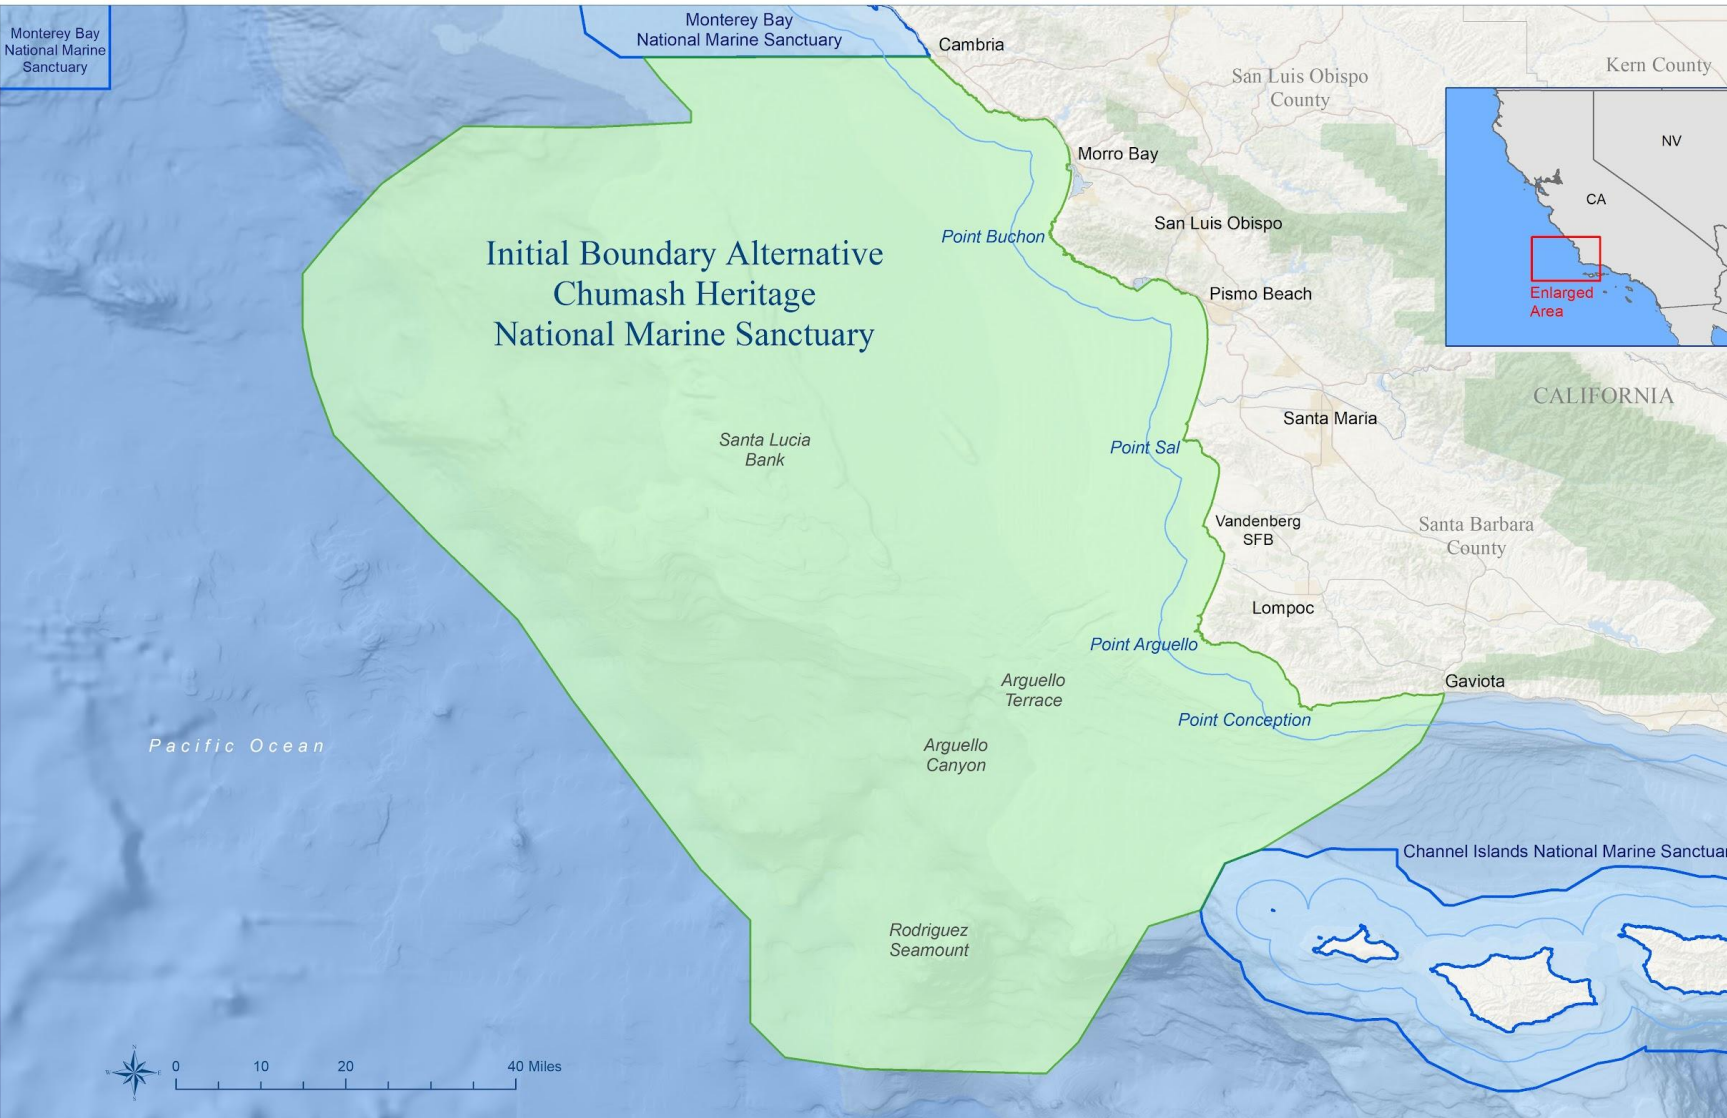 Monterey Bay
National Marine
Sanctuary
Monterey Bay
National Marine Sanctuary
Cambria
San Luis Obispo
County
Kern County
NV
CA
Enlarged
Area
Morro Bay
San Luis Obispo
Point Buchon
Initial Boundary Alternative
Chumash Heritage
National Marine Sanctuary
Pismo Beach
CALIFORNIA
Santa Maria
Santa Lucia
Bank
Point Sal
Vandenberg
SFB
Santa Barbara
County
Lompoc
Point Arguello
Arguello
Terrace
Gaviota
Point Conception
Pacific Ocean
Arguello
Canyon
Channel Islands National Marine Sanctuar
Rodriguez
Seamount
N
W E
S
0 10 20 40 Miles